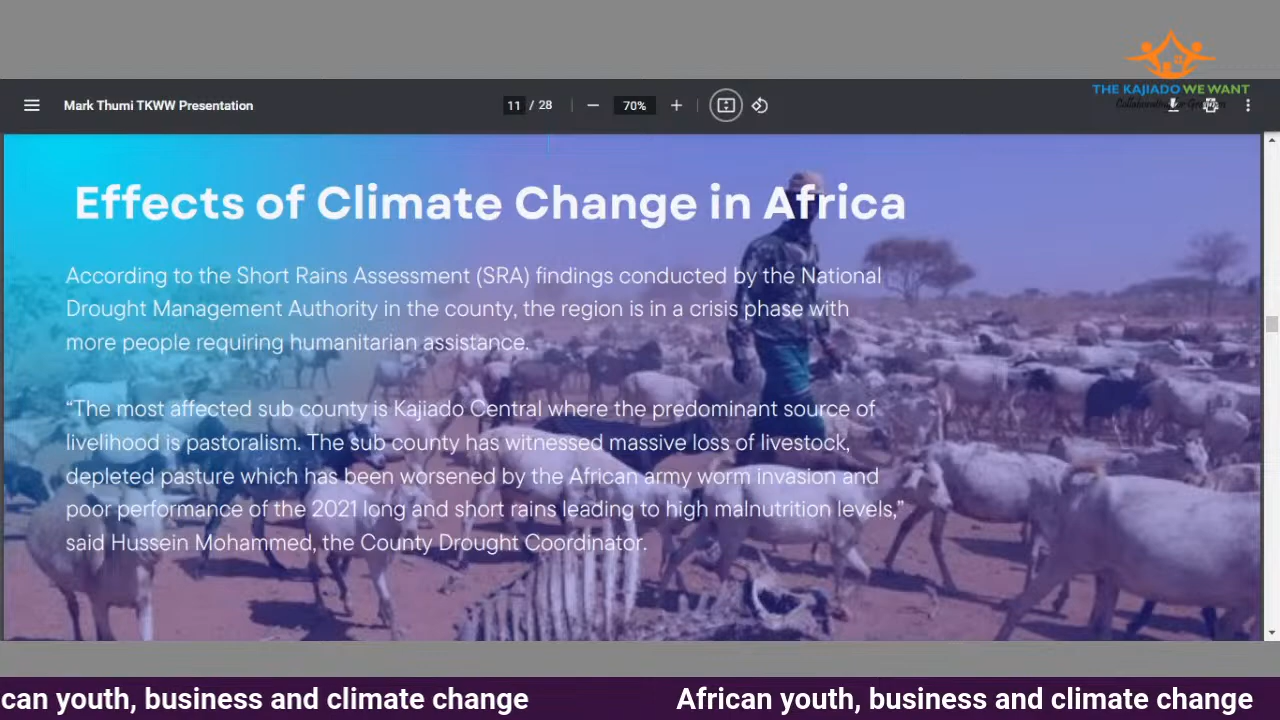 THE KAJIADO WE WANT
Mark Thumi TKWW Presentation
11 / 28
70%
Effects of Climate Change in Africa
According to the Short Rains Assessment (SRA) findings conducted by the National
Drought Management Authority in the county, the region is in a crisis phase with
more people requiring humanitarian assistance.
“The most affected sub county is Kajiado Central where the predominant source of
livelihood is pastoralism. The sub county has witnessed massive loss of livestock,
depleted pasture which has been worsened by the African army worm invasion and
poor performance of the 2021 long and short rains leading to high malnutrition levels,”
said Hussein Mohammed, the County Drought Coordinator.
can youth, business and climate change
African youth, business and climate change